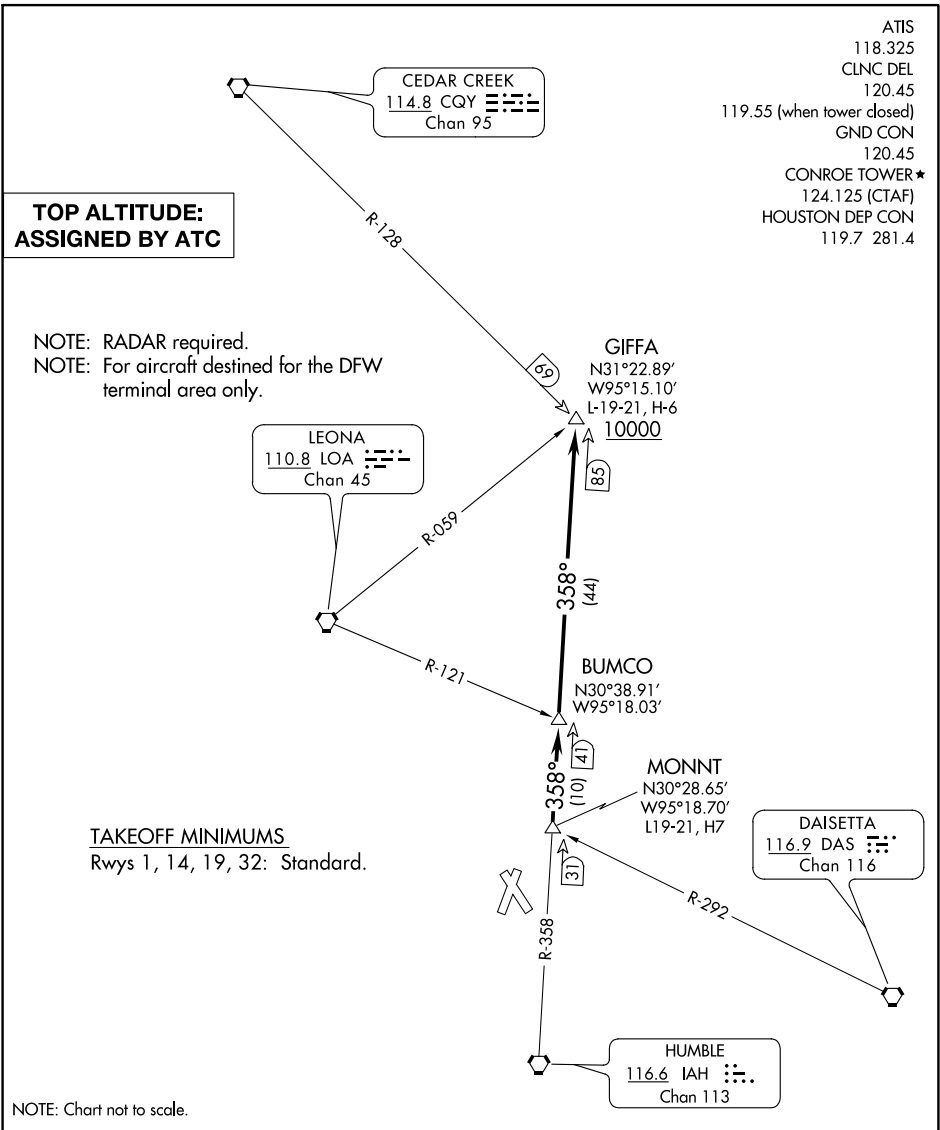 ATIS
118.325
CLNC DEL
120.45
119.55 (when tower closed)
GND CON
120.45
CONROE TOWER★
124.125 (CTAF)
HOUSTON DEP CON
119.7 281.4
CEDAR CREEK
114.8 CQY
Chan 95
TOP ALTITUDE:
ASSIGNED BY ATC
R-128
NOTE: RADAR required.
NOTE: For aircraft destined for the DFW
terminal area only.
69
GIFFA
N31°22.89'
W95°15.10'
L-19-21, H-6
10000
LEONA
110.8 LOA
Chan 45
85
R-059
358°
(44)
R-121
BUMCO
N30°38.91'
W95°18.03'
41
358°
(10)
MONNT
N30°28.65'
W95°18.70'
L19-21, H7
TAKEOFF MINIMUMS
Rwys 1, 14, 19, 32: Standard.
DAISETTA
116.9 DAS
Chan 116
31
R-292
R-358
HUMBLE
116.6 IAH
Chan 113
NOTE: Chart not to scale.